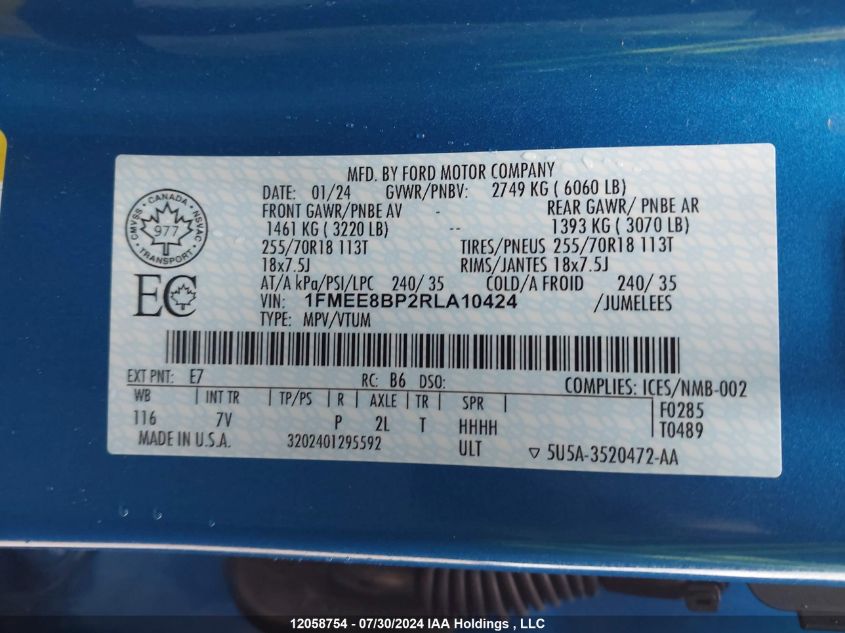 MFD. BY FORD MOTOR COMPANY
DATE: 01/24 GVWR/PNBV: 2749 KG ( 6060 LB)
FRONT GAWR/PNBE AV REAR GAWR/ PNBE AR
1461 KG ( 3220 LB) -- 1393 KG ( 3070 LB)
255/70R18 113T TIRES/PNEUS 255/70R18 113T
18x7.5J RIMS/JANTES 18x7.5J
AT/A kPa/PSI/LPC 240/ 35 COLD/A FROID 240/ 35
VIN: 1FMEE8BP2RLA10424 /JUMELEES
TYPE: MPV/VTUM
CMVSS - CANADA - NSVAC
977
TRANSPORT
EC
EXT PNT: E7 RC: B6 DSO: COMPLIES: ICES/NMB-002
WB INT TR TP/PS R AXLE TR SPR F0285
116 7V P 2L T HHHH T0489
MADE IN U.S.A. 3202401295592 ULT ▽ 5U5A-3520472-AA
12058754 - 07/30/2024 IAA Holdings , LLC